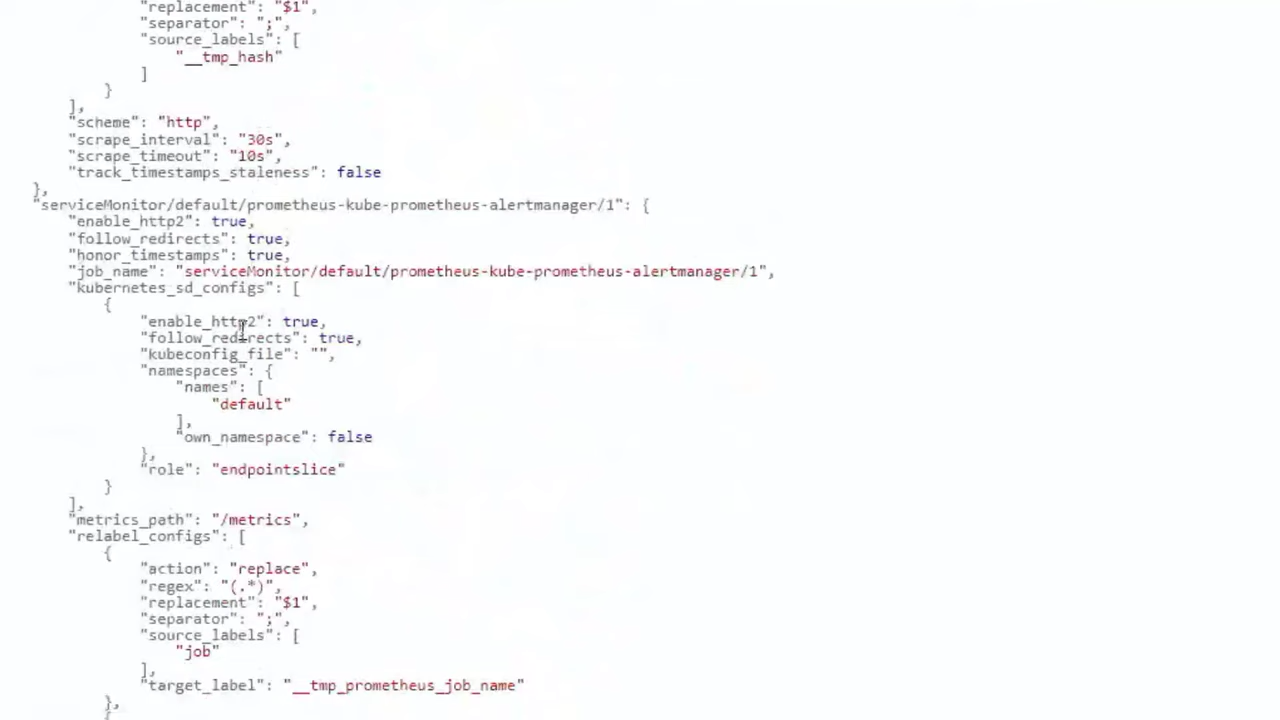 "replacement": "$1",
"separator": ";",
"source_labels": [
"__tmp_hash"
]
}
],
"scheme": "http",
"scrape_interval": "30s",
"scrape_timeout": "10s",
"track_timestamps_staleness": false
},
"serviceMonitor/default/prometheus-kube-prometheus-alertmanager/1": {
"enable_http2": true,
"follow_redirects": true,
"honor_timestamps": true,
"job_name": "serviceMonitor/default/prometheus-kube-prometheus-alertmanager/1",
"kubernetes_sd_configs": [
{
"enable_http2": true,
"follow_redirects": true,
"kubeconfig_file": "",
"namespaces": {
"names": [
"default"
],
"own_namespace": false
},
"role": "endpointslice"
}
],
"metrics_path": "/metrics",
"relabel_configs": [
{
"action": "replace",
"regex": "(.*)",
"replacement": "$1",
"separator": ";",
"source_labels": [
"job"
],
"target_label": "__tmp_prometheus_job_name"
},
{